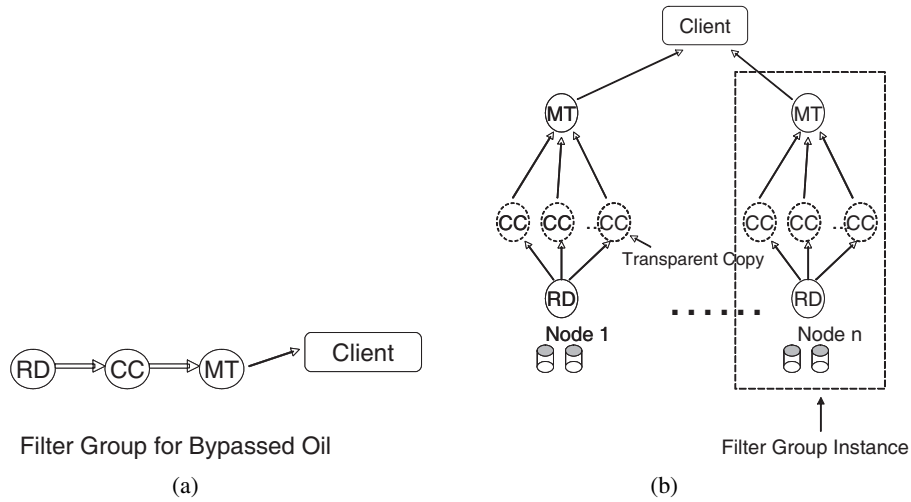 RD
CC
MT
Client
Filter Group for Bypassed Oil
(a)
Client
MT
CC
CC
...CC
Transparent Copy
RD
Node 1
......
MT
CC
CC
...CC
RD
Node n
Filter Group Instance
(b)